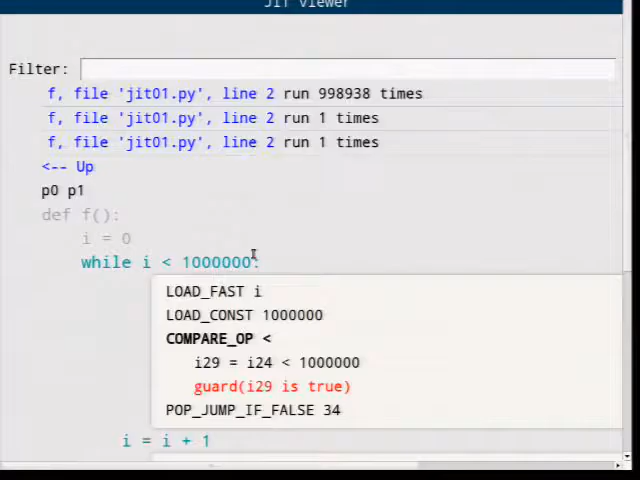 JIT Viewer
Filter:
f, file 'jit01.py', line 2 run 998938 times
f, file 'jit01.py', line 2 run 1 times
f, file 'jit01.py', line 2 run 1 times
<-- Up
p0 p1
def f():
i = 0
while i < 1000000:
LOAD_FAST i
LOAD_CONST 1000000
COMPARE_OP <
i29 = i24 < 1000000
guard(i29 is true)
POP_JUMP_IF_FALSE 34
i = i + 1